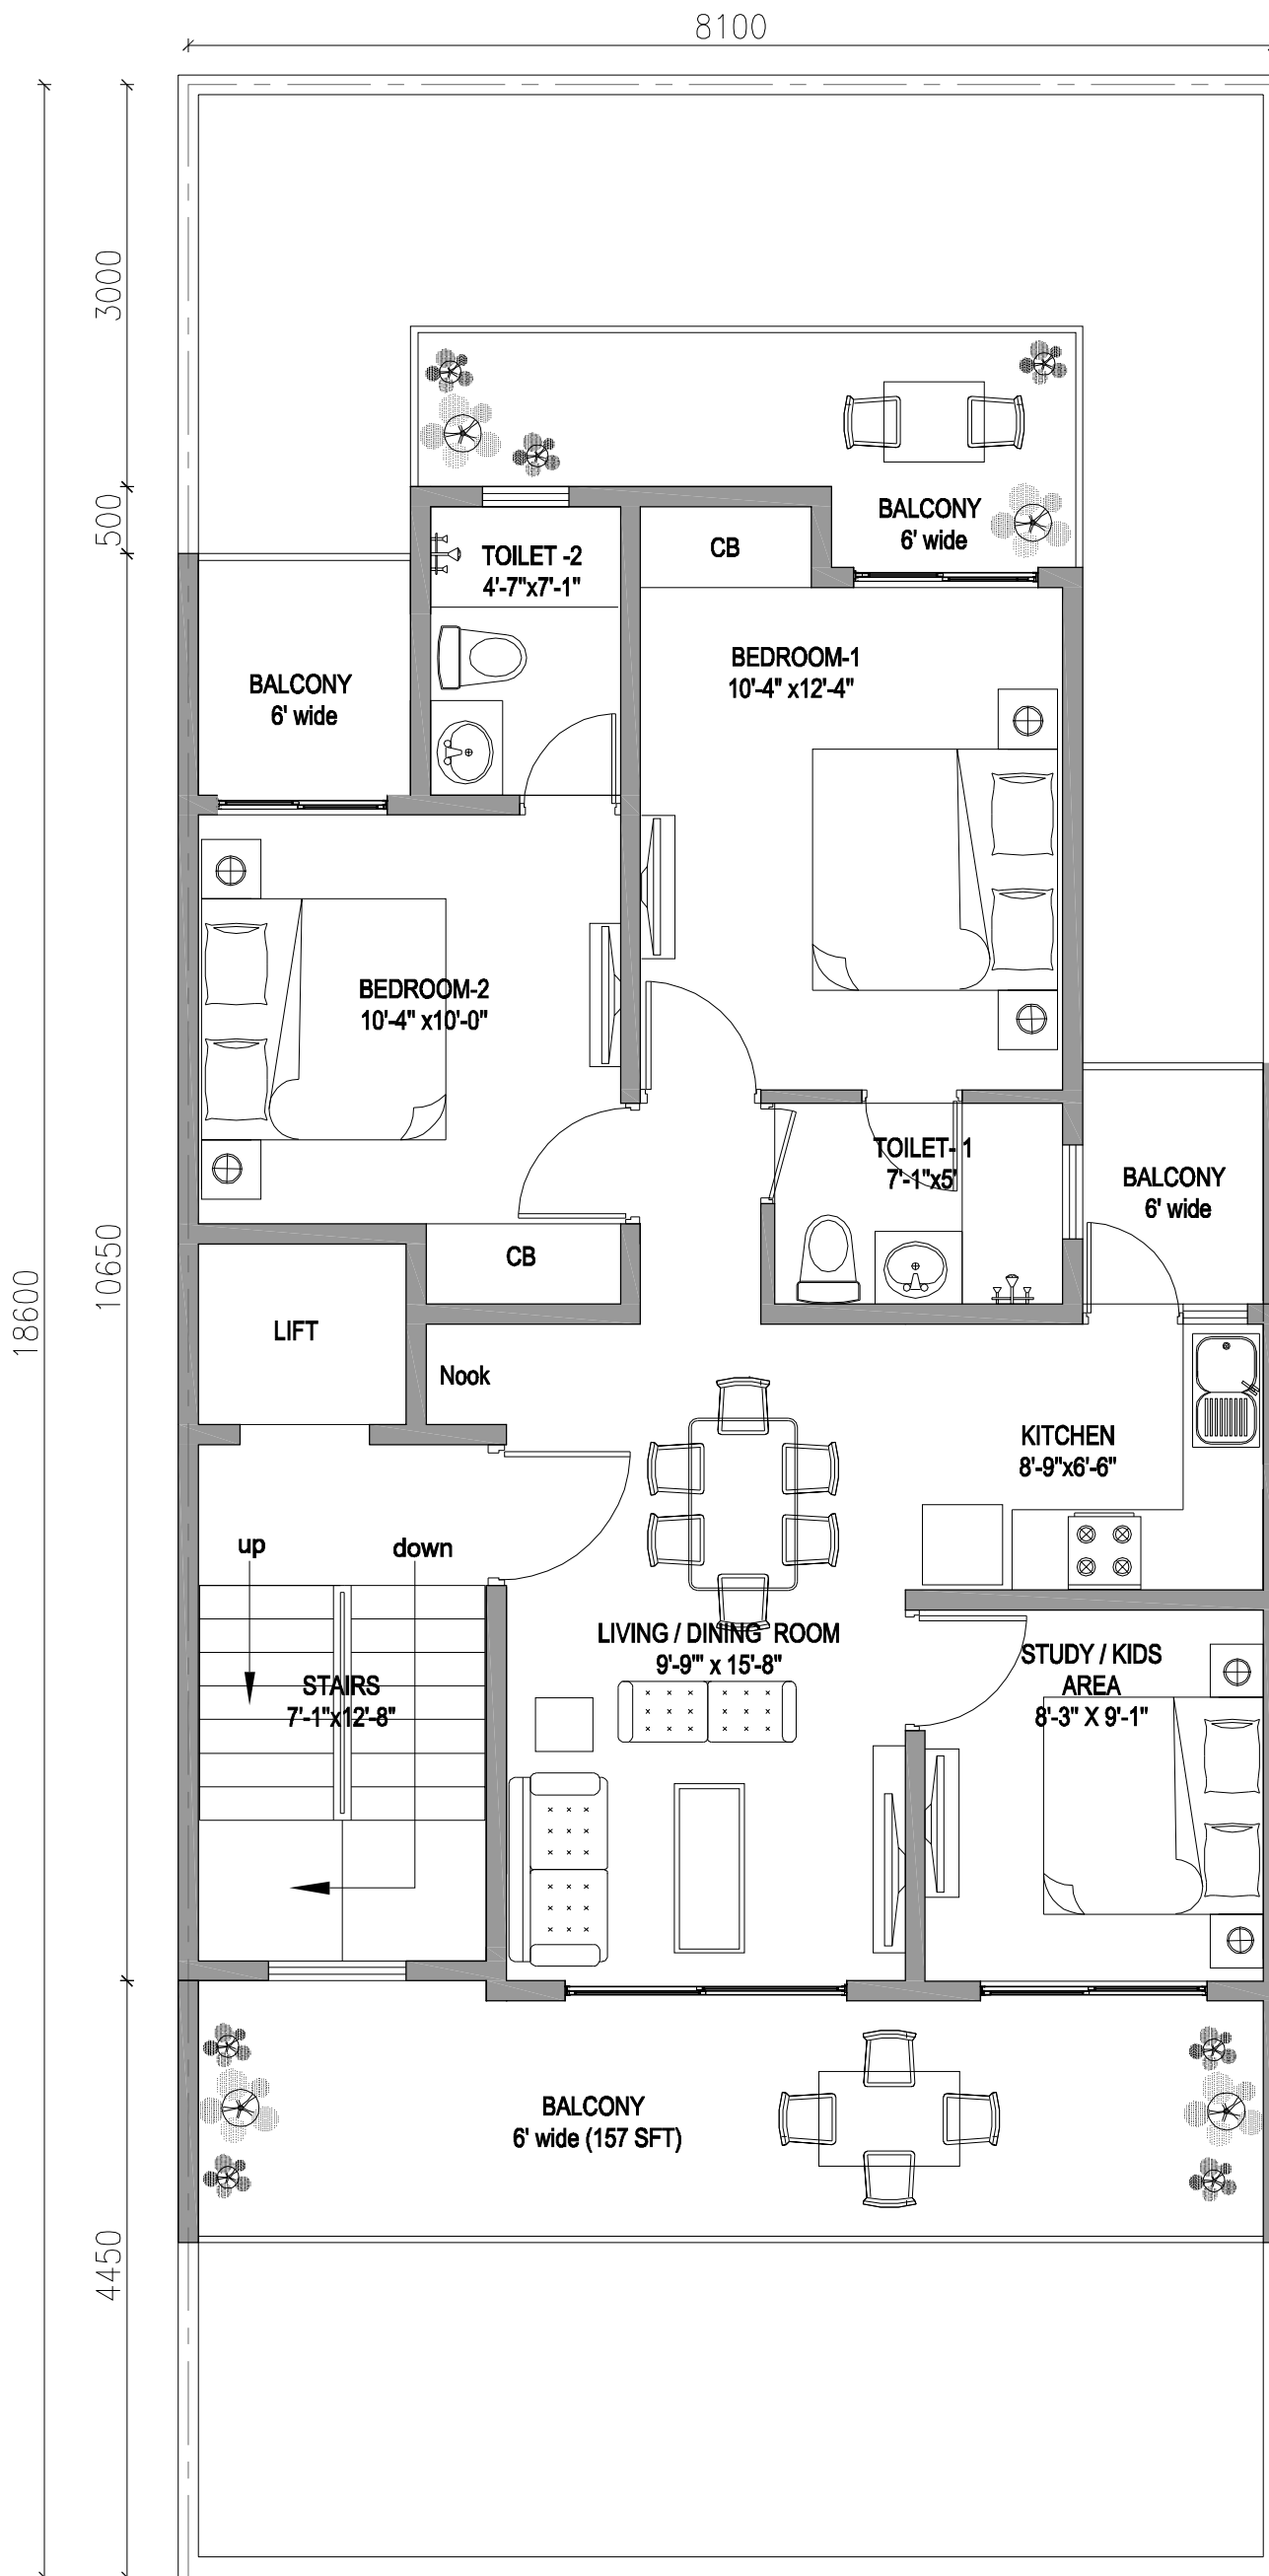 8100
3000
500
BALCONY
6' wide
TOILET -2
4'-7"x7'-1"
CB
BALCONY
6' wide
BEDROOM-1
10'-4" x12'-4"
BEDROOM-2
10'-4" x10'-0"
TOILET- 1
7'-1"x5'
BALCONY
6' wide
CB
10650
18600
LIFT
Nook
KITCHEN
8'-9"x6'-6"
up
down
LIVING / DINING ROOM
9'-9'" x 15'-8"
STUDY / KIDS
AREA
8'-3" X 9'-1"
STAIRS
7'-1"x12'-8"
BALCONY
6' wide (157 SFT)
4450